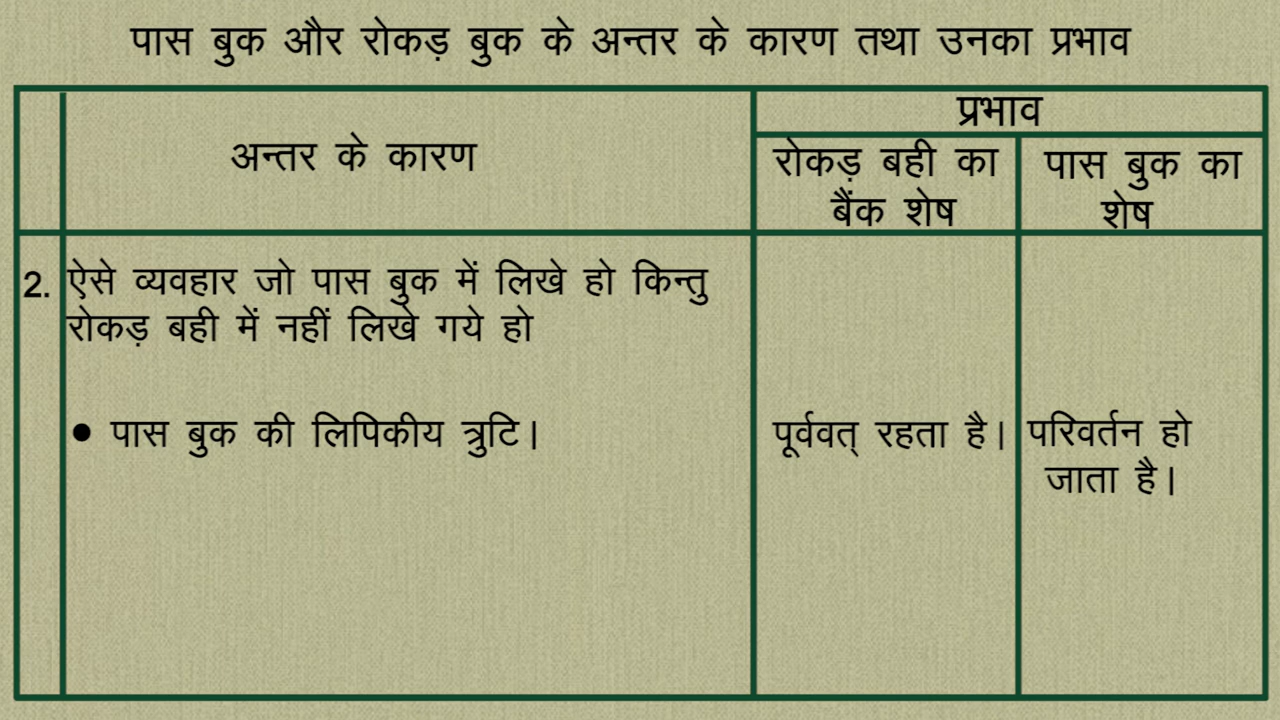 पास बुक और रोकड़ बुक के अन्तर के कारण तथा उनका प्रभाव
अन्तर के कारण
प्रभाव
रोकड़ बही का
बैंक शेष
पास बुक का
शेष
2. ऐसे व्यवहार जो पास बुक में लिखे हो किन्तु
रोकड़ बही में नहीं लिखे गये हो
• पास बुक की लिपिकीय त्रुटि।
पूर्ववत् रहता है।
परिवर्तन हो
जाता है।